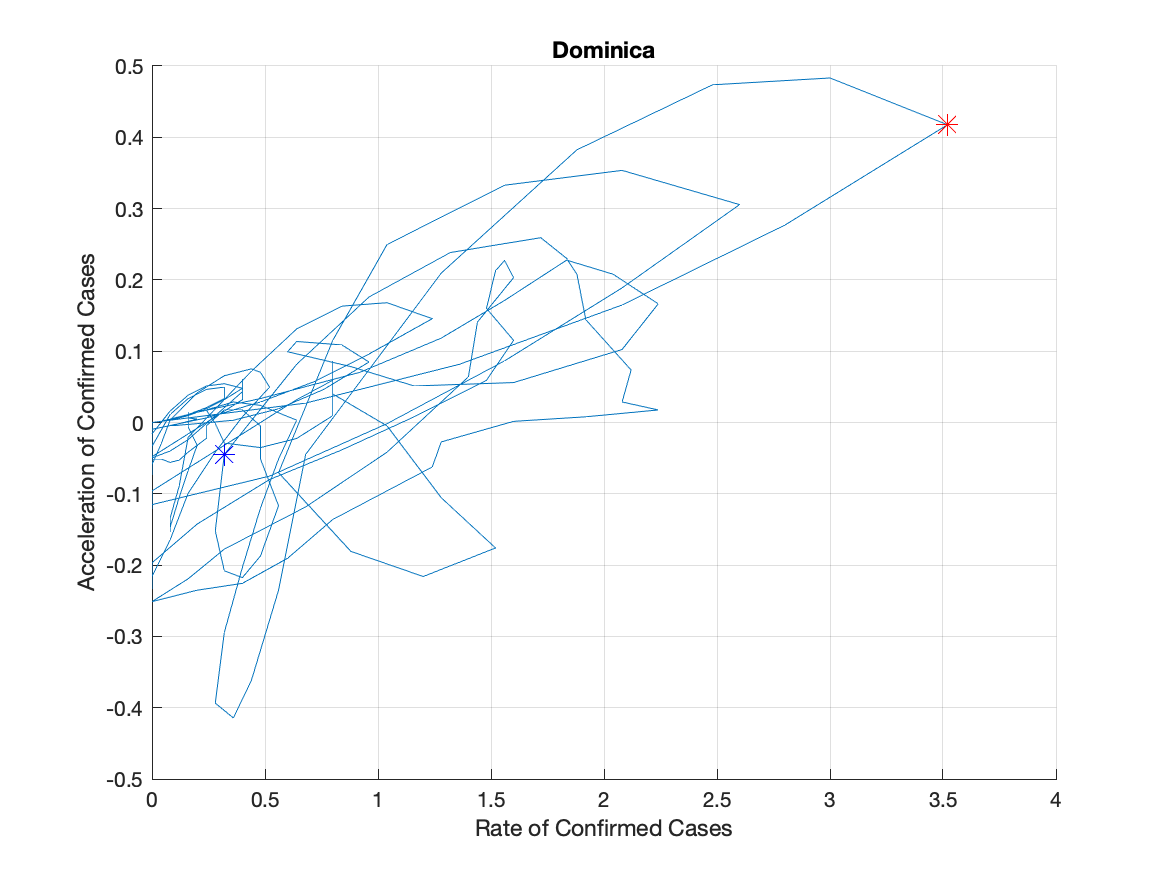 Dominica
0.5
0.4
0.3
0.2
0.1
0
-0.1
-0.2
-0.3
-0.4
-0.5
Acceleration of Confirmed Cases
0 0.5 1 1.5 2 2.5 3 3.5 4
Rate of Confirmed Cases